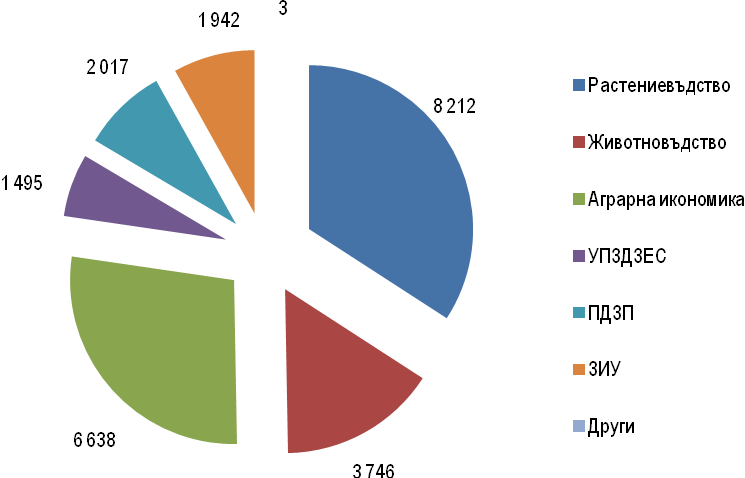 3
1 942
2 017
8 212
1 495
6 638
3 746
Растениевъдство
Животновъдство
Аграрна икономика
УПЗДЗЕС
ПДЗП
ЗИУ
Други